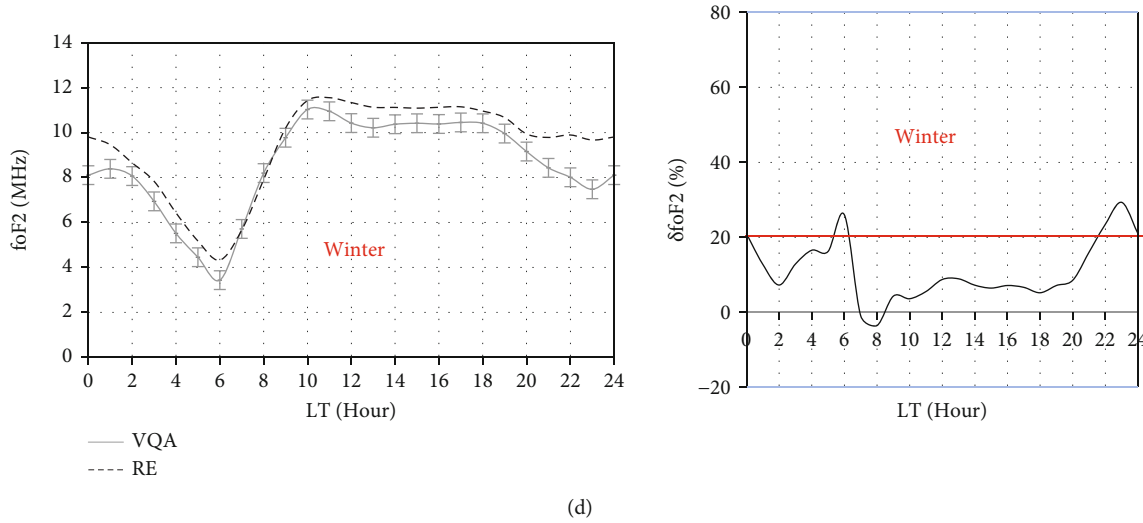 14
12
10
8
6
4
2
0
foF2 (MHz)
Winter
0 2 4 6 8 10 12 14 16 18 20 22 24
LT (Hour)
VQA
RE
80
60
40
20
0
−20
δfoF2 (%)
Winter
2 4 6 8 10 12 14 16 18 20 22 24
LT (Hour)
(d)